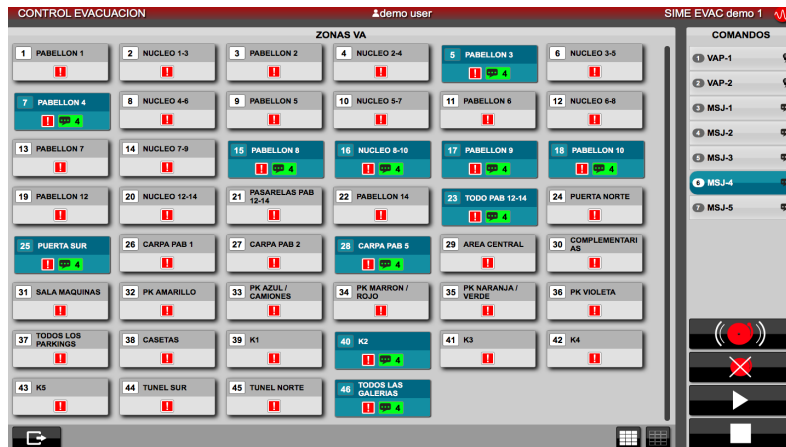 CONTROL EVACUACION
demo user
SIME EVAC demo 1
ZONAS VA
COMANDOS
1 PABELLON 1
2 NUCLEO 1-3
3 PABELLON 2
4 NUCLEO 2-4
5 PABELLON 3
4
6 NUCLEO 3-5
7 PABELLON 4
4
8 NUCLEO 4-6
9 PABELLON 5
10 NUCLEO 5-7
11 PABELLON 6
12 NUCLEO 6-8
13 PABELLON 7
14 NUCLEO 7-9
15 PABELLON 8
4
16 NUCLEO 8-10
4
17 PABELLON 9
4
18 PABELLON 10
4
19 PABELLON 12
20 NUCLEO 12-14
21 PASARELAS PAB
12-14
22 PABELLON 14
23 TODO PAB 12-14
4
24 PUERTA NORTE
25 PUERTA SUR
4
26 CARPA PAB 1
27 CARPA PAB 2
28 CARPA PAB 5
4
29 AREA CENTRAL
30 COMPLEMENTARI
AS
31 SALA MAQUINAS
32 PK AMARILLO
33 PK AZUL /
CAMIONES
34 PK MARRON /
ROJO
35 PK NARANJA /
VERDE
36 PK VIOLETA
37 TODOS LOS
PARKINGS
38 CASETAS
39 K1
40 K2
4
41 K3
42 K4
43 K5
44 TUNEL SUR
45 TUNEL NORTE
46 TODOS LAS
GALERIAS
4
1 VAP-1
2 VAP-2
3 MSJ-1
4 MSJ-2
5 MSJ-3
6 MSJ-4
7 MSJ-5